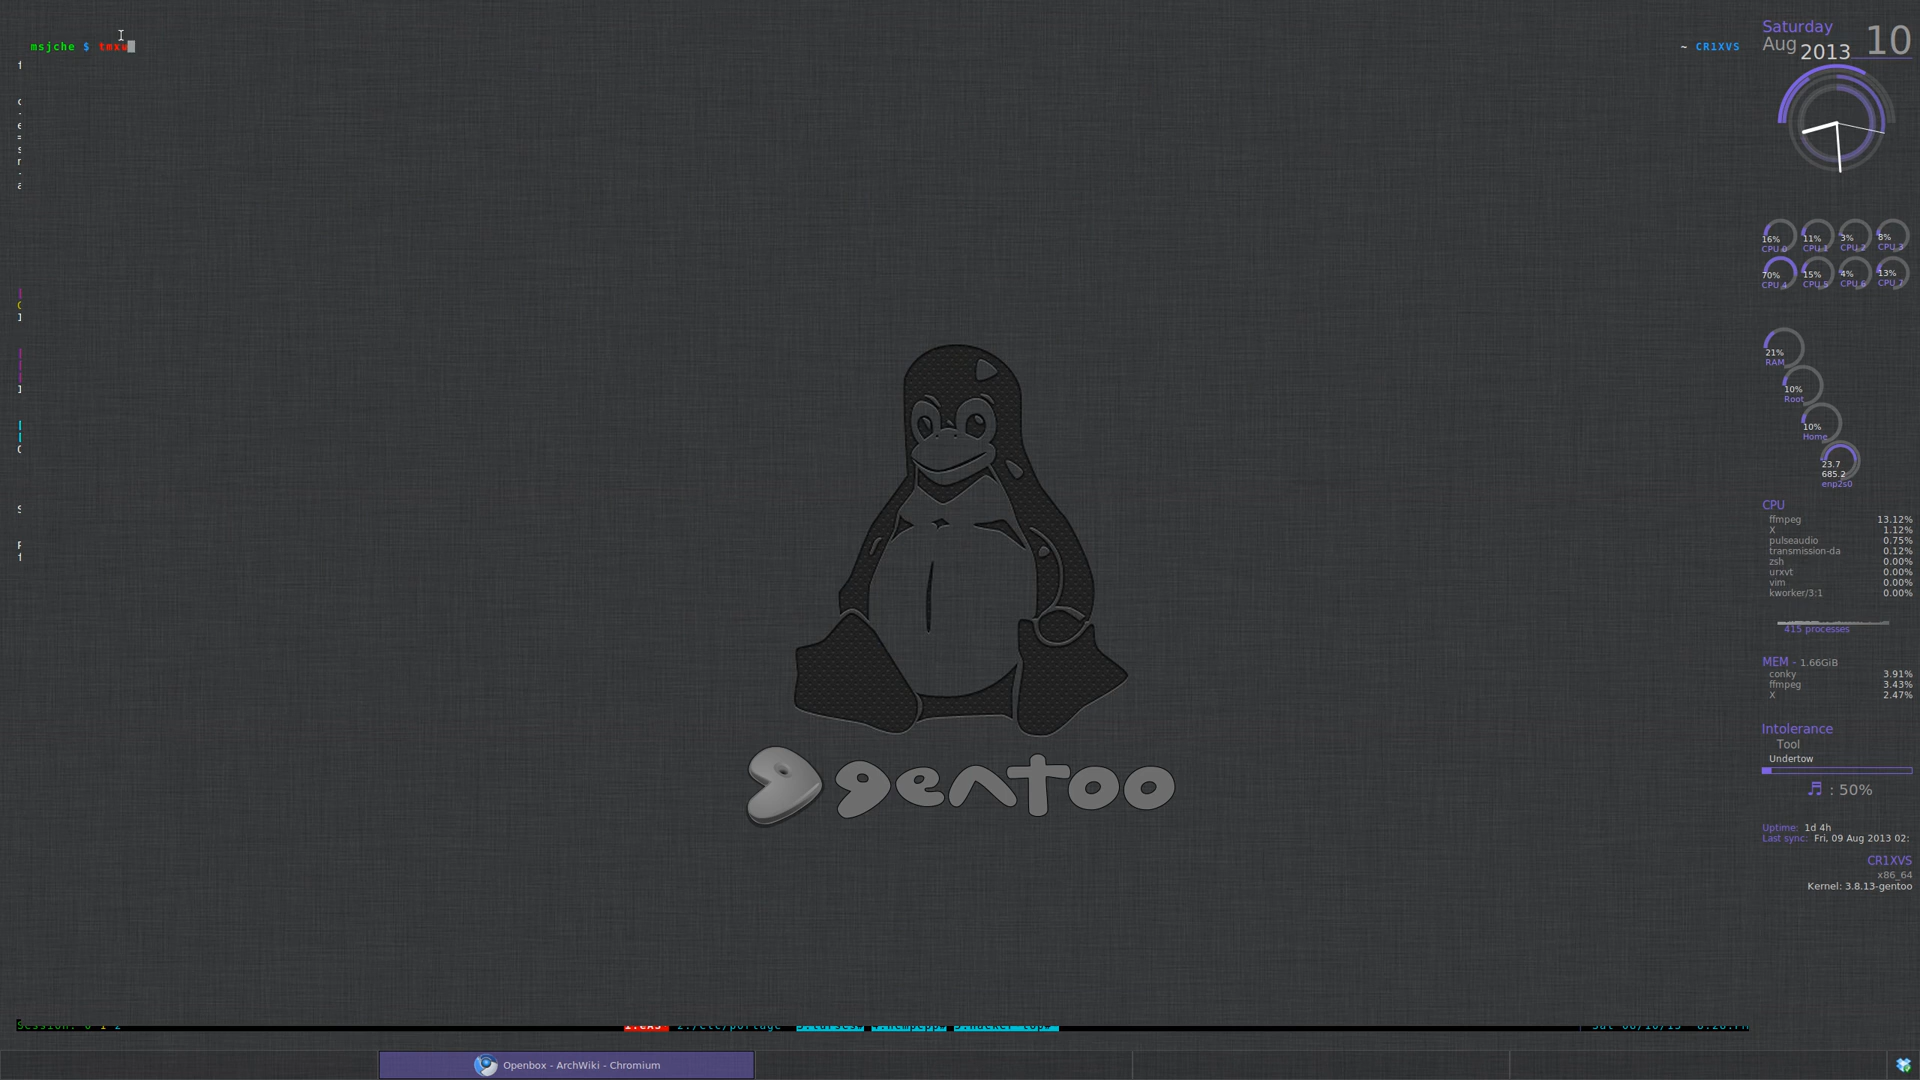 msjche $ tmxw
~ CR1XVS
Saturday
Aug 2013 10
16% 11% 3% 8%
CPU 0 CPU 1 CPU 2 CPU 3
70% 15% 4% 13%
CPU 4 CPU 5 CPU 6 CPU 7
21%
RAM
10%
Root
10%
Home
23.7
685.2
enp2s0
CPU
ffmpeg 13.12%
X 1.12%
pulseaudio 0.75%
transmission-da 0.12%
zsh 0.00%
urxvt 0.00%
vim 0.00%
kworker/3:1 0.00%
415 processes
MEM - 1.66GiB
conky 3.91%
ffmpeg 3.43%
X 2.47%
Intolerance
Tool
Undertow
: 50%
Uptime: 1d 4h
Last sync: Fri, 09 Aug 2013 02:
CR1XVS
x86_64
Kernel: 3.8.13-gentoo
gentoo
Openbox - ArchWiki - Chromium